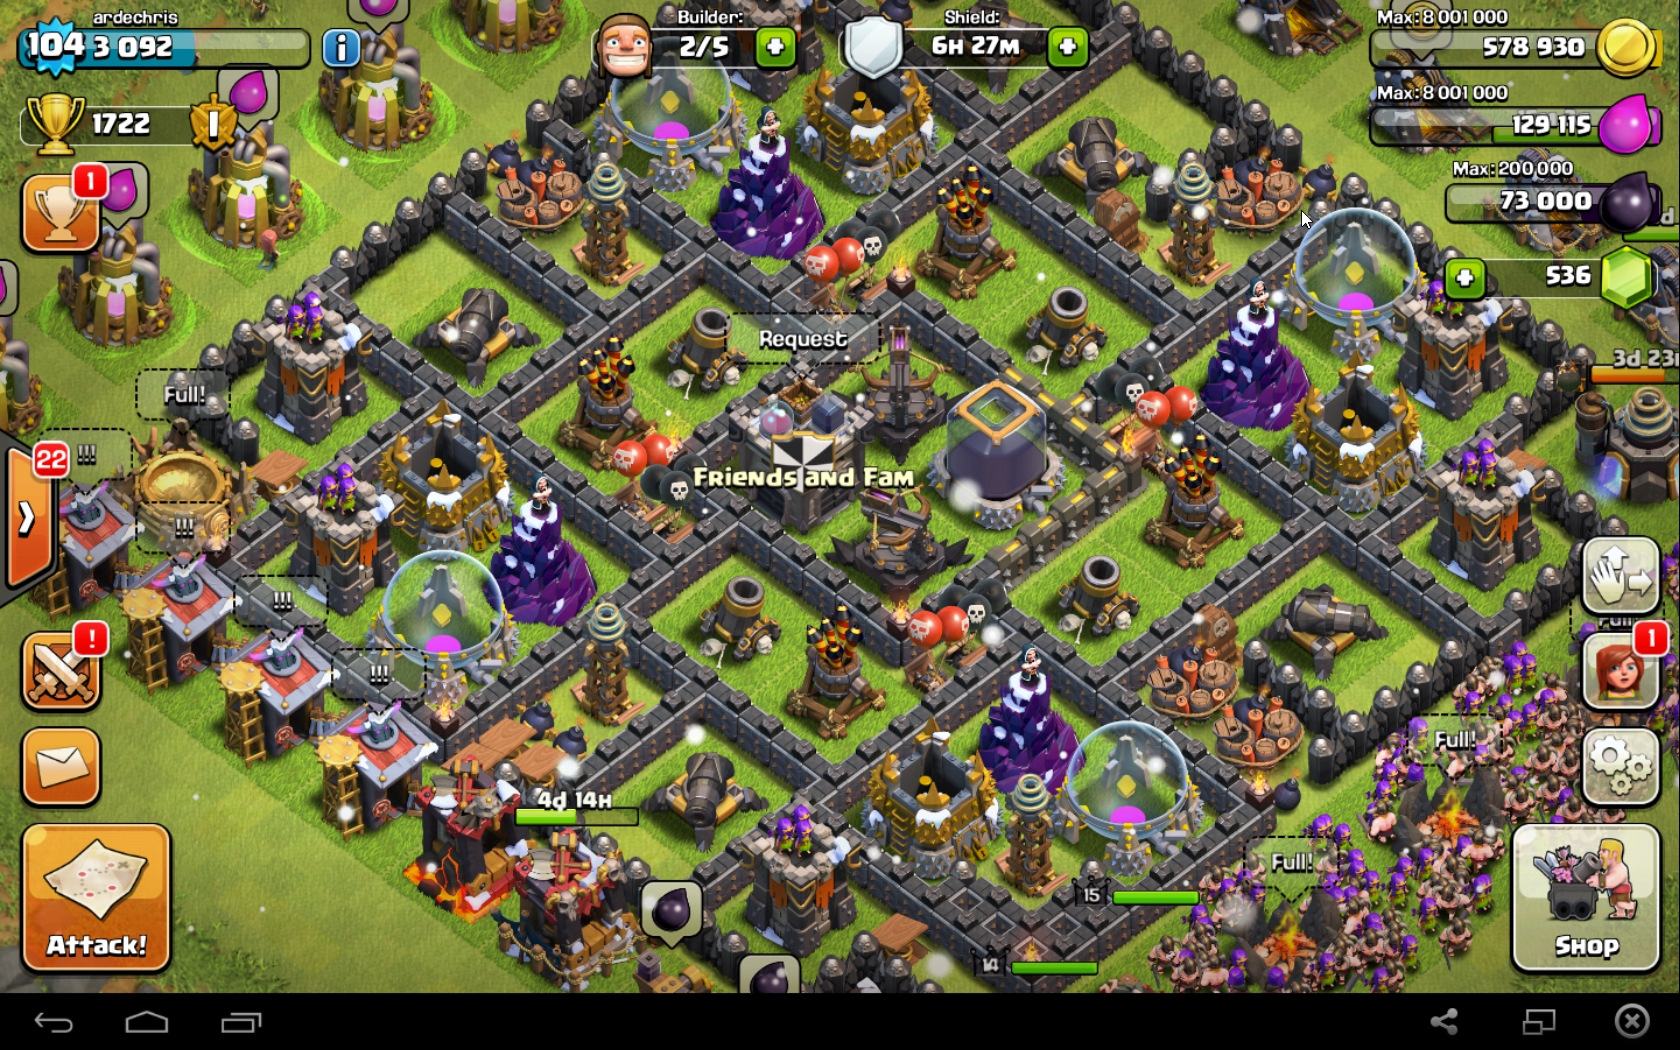 ardechris
104
3 092
i
Builder:
2/5
Shield:
6H 27M
Max: 8 001 000
578 930
Max: 8 001 000
129 115
Max: 200 000
73 000
536
1722
I
1
Request
3d 23
Full!
22
!!!
Friends and Fam
!!!
!!!
!!!
!
Full!
1
Full!
4d 14H
Full!
15
14
Attack!
Shop